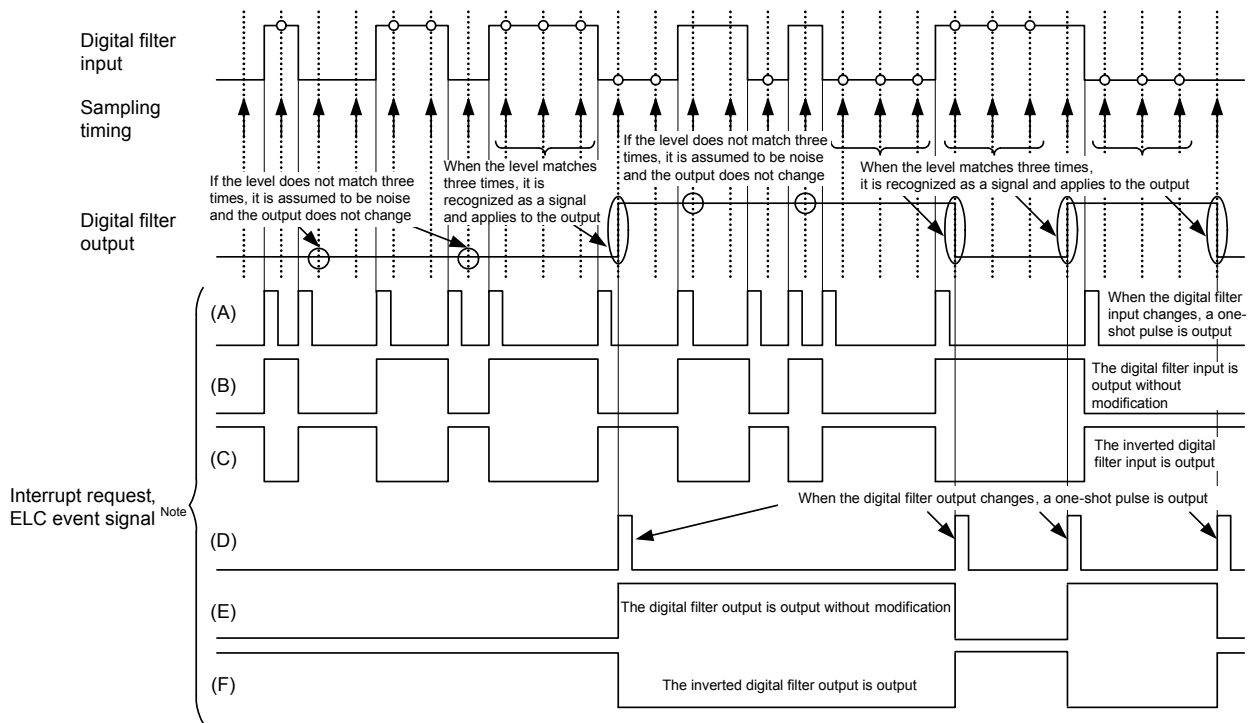 Digital filter
input
Sampling
timing
If the level does not match three
times, it is assumed to be noise
and the output does not change
When the level matches
three times, it is
recognized as a signal
and applies to the output
If the level does not match three
times, it is assumed to be noise
and the output does not change
When the level matches three times,
it is recognized as a signal and applies to the output
Digital filter
output
(A)
When the digital filter
input changes, a one-
shot pulse is output
(B)
The digital filter input is
output without
modification
(C)
The inverted digital
filter input is output
Interrupt request,
ELC event signal Note
When the digital filter output changes, a one-shot pulse is output
(D)
(E)
The digital filter output is output without modification
(F)
The inverted digital filter output is output